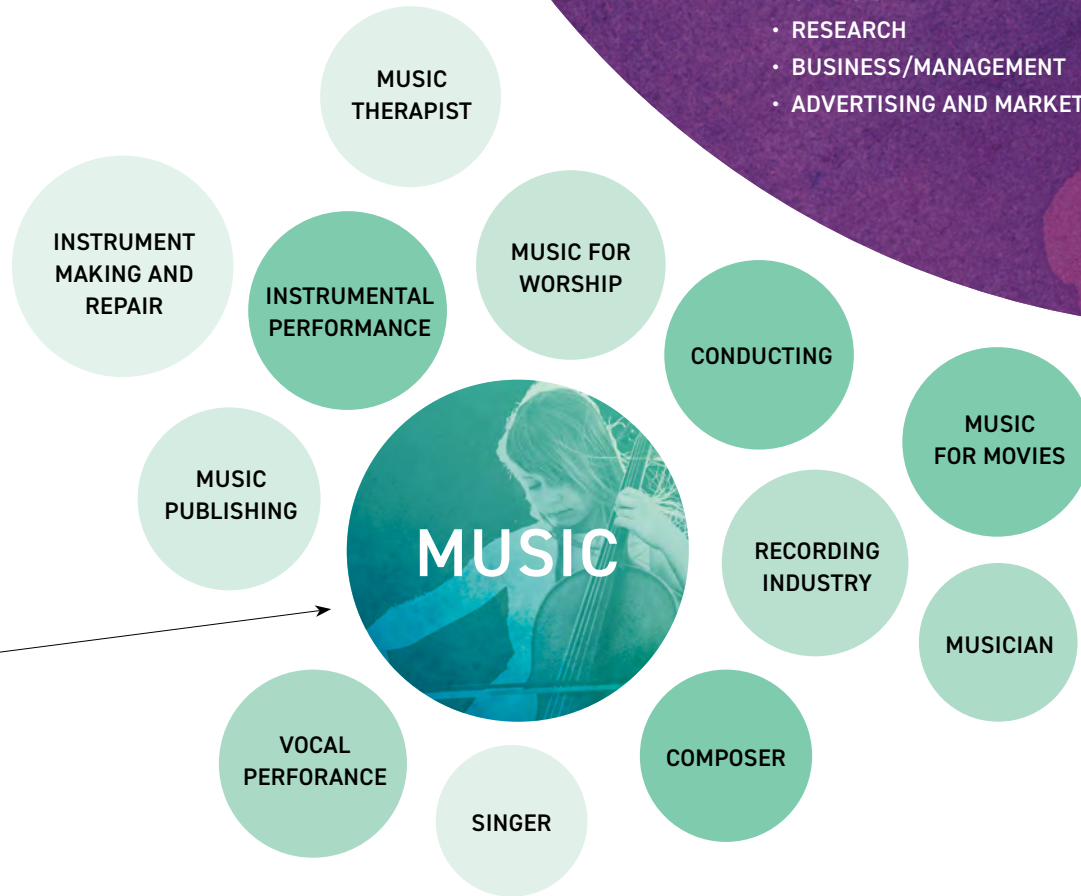 • RESEARCH
• BUSINESS/MANAGEMENT
• ADVERTISING AND MARKET
MUSIC
THERAPIST
INSTRUMENT
MAKING AND
REPAIR
INSTRUMENTAL
PERFORMANCE
MUSIC FOR
WORSHIP
CONDUCTING
MUSIC
FOR MOVIES
MUSIC
PUBLISHING
MUSIC
RECORDING
INDUSTRY
MUSICIAN
VOCAL
PERFORANCE
SINGER
COMPOSER